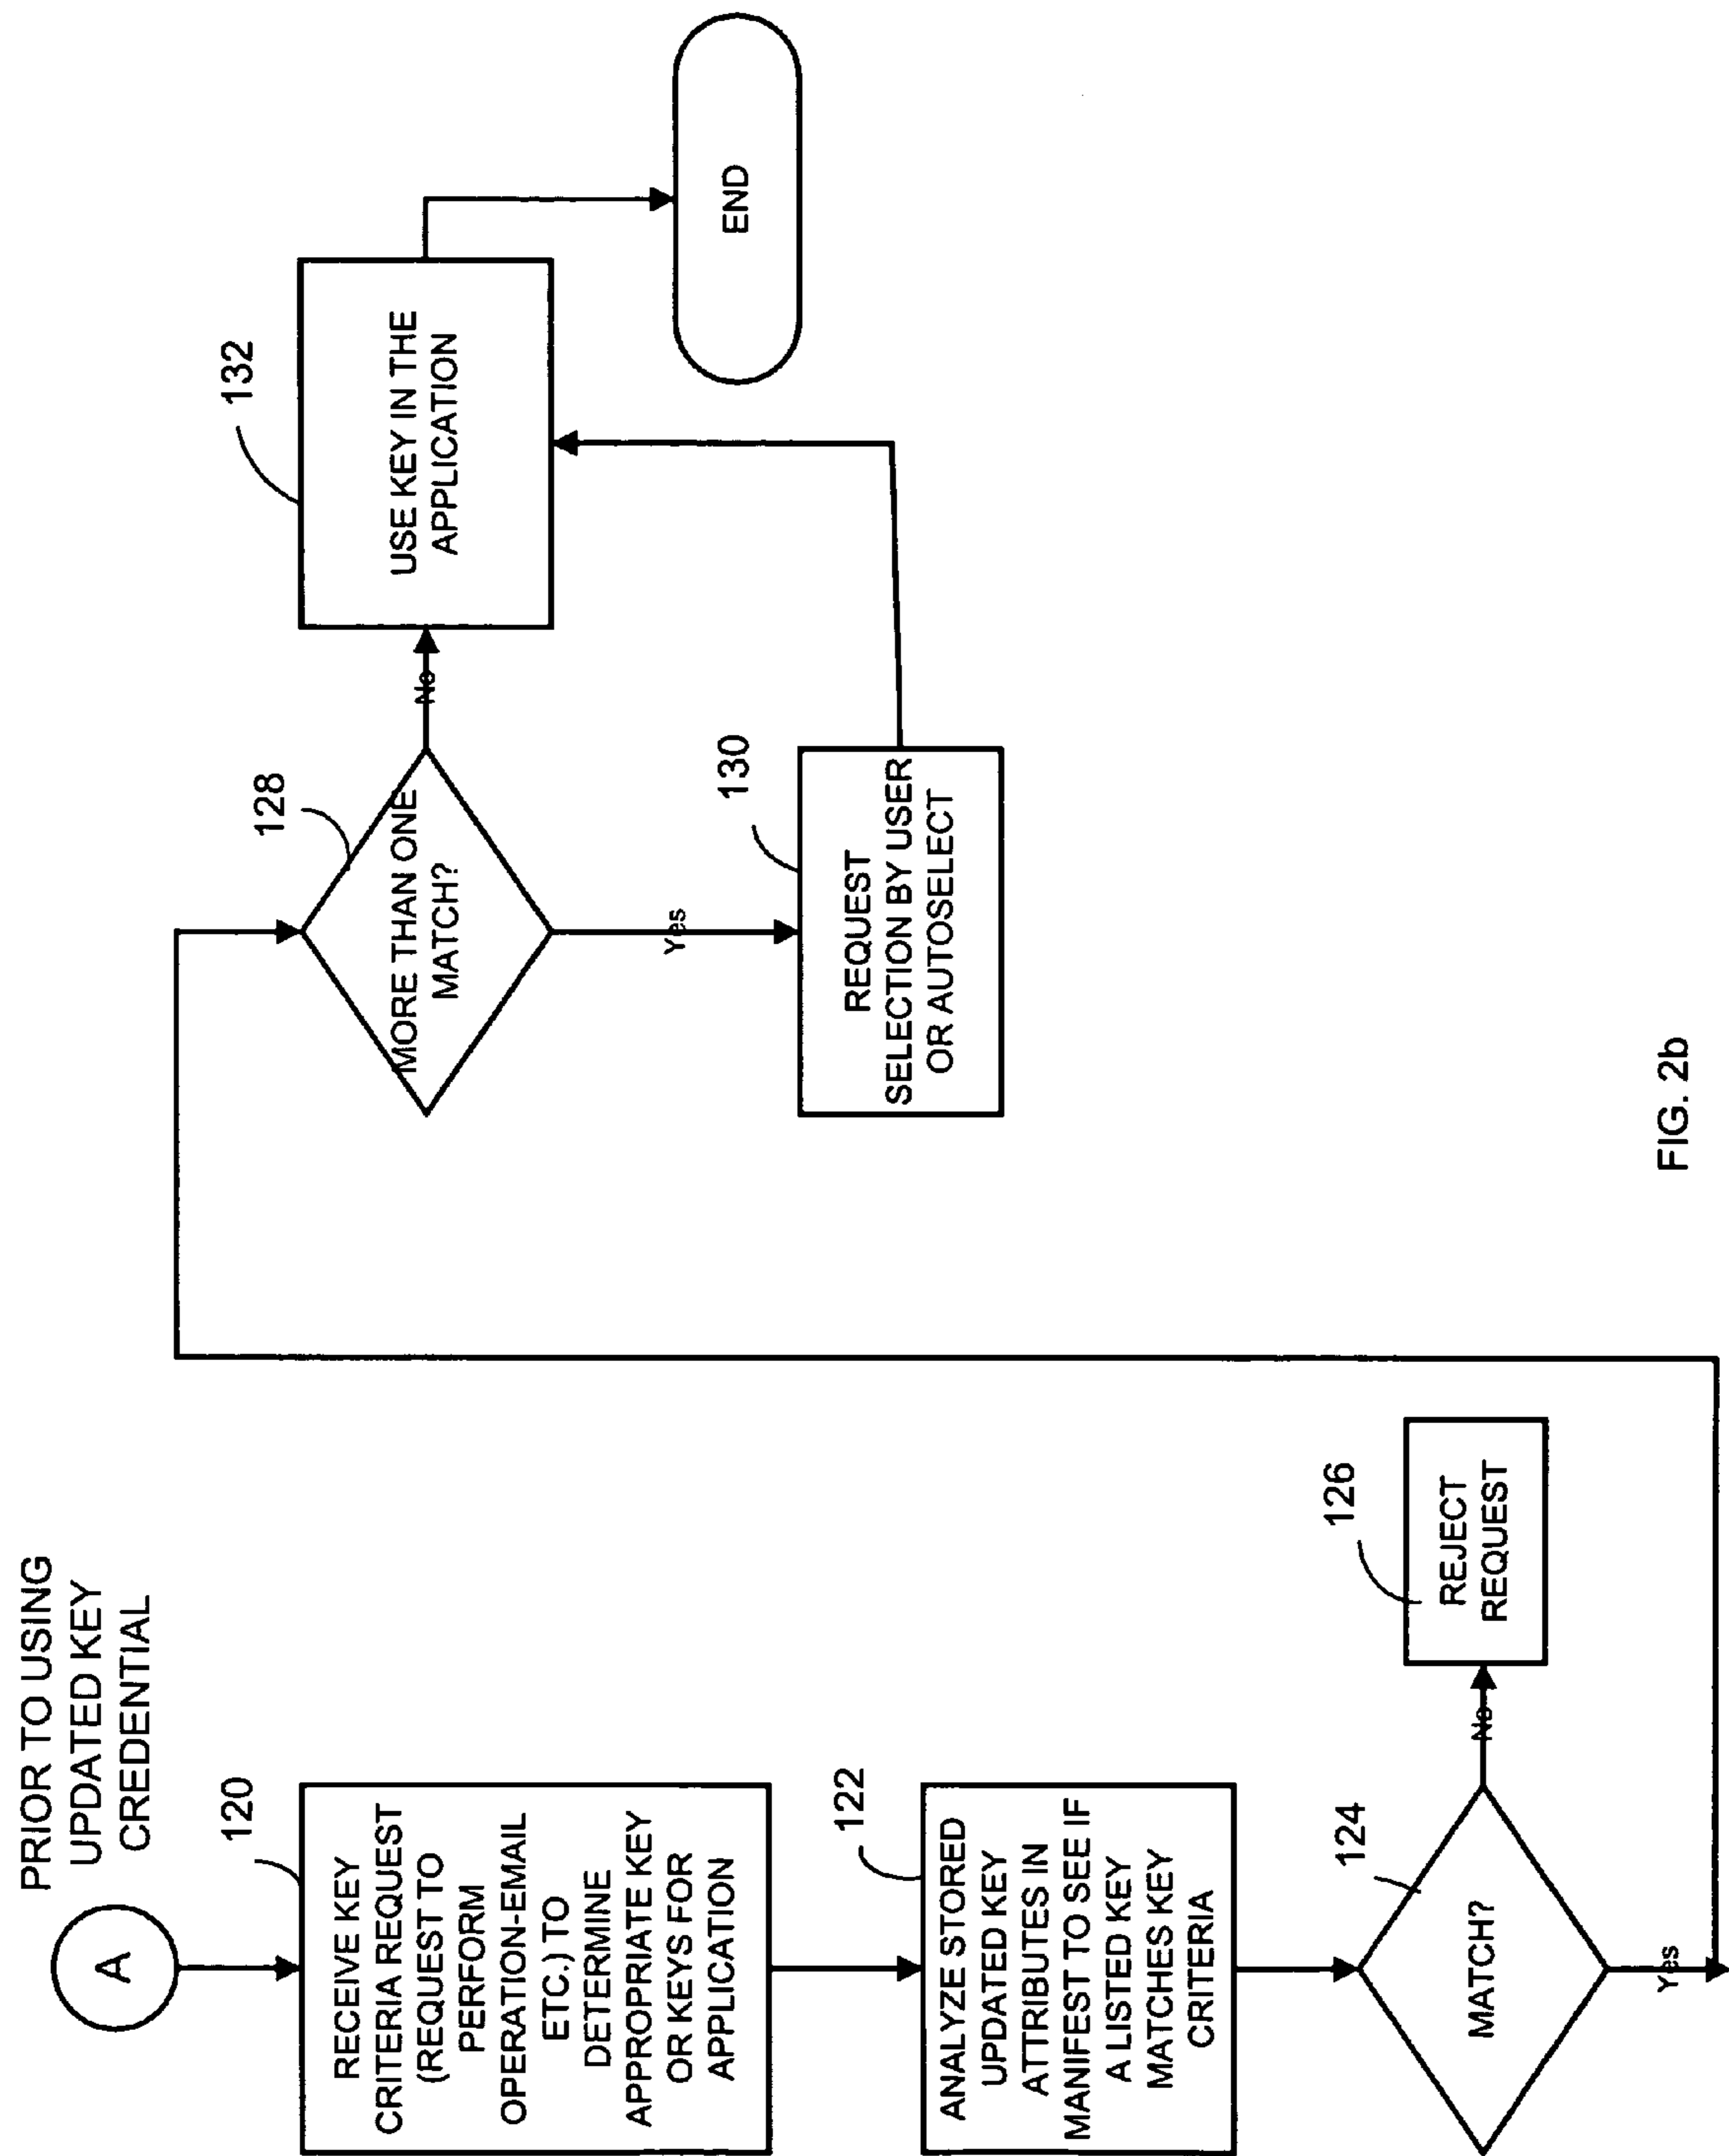 PRIOR TO USING
UPDATED KEY
CREDENTIAL
A
120
RECEIVE KEY
CRITERIA REQUEST
(REQUEST TO
PERFORM
OPERATION-EMAIL
ETC.) TO
DETERMINE
APPROPRIATE KEY
OR KEYS FOR
APPLICATION
122
ANALYZE STORED
UPDATED KEY
ATTRIBUTES IN
MANIFEST TO SEE IF
A LISTED KEY
MATCHES KEY
CRITERIA
124
MATCH?
No
126
REJECT
REQUEST
Yes
128
MORE THAN ONE
MATCH?
No
Yes
130
REQUEST
SELECTION BY USER
OR AUTOSELECT
132
USE KEY IN THE
APPLICATION
END
FIG. 2b